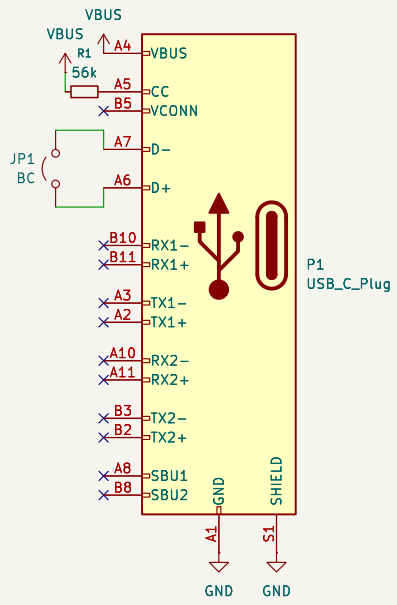 VBUS
VBUS
A4 VBUS
R1
56k
A5 CC
B5 VCONN
A7 D-
JP1
BC
A6 D+
B10 RX1-
B11 RX1+
P1
USB_C_Plug
A3 TX1-
A2 TX1+
A10 RX2-
A11 RX2+
B3 TX2-
B2 TX2+
A8 SBU1
B8 SBU2
GND
SHIELD
A1
S1
GND
GND